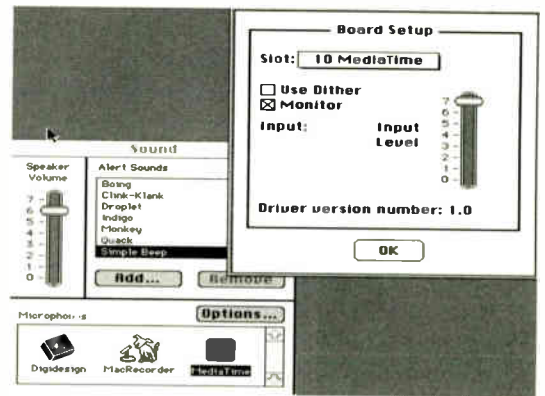 Board Setup
Slot: 10 MediaTime
Use Dither
Monitor
Input: Input Level
7
6
5
4
3
2
1
0
Driver version number: 1.0
OK
Sound
Speaker Volume
7
6
5
4
3
2
1
0
Alert Sounds
Boing
Clink-Klank
Droplet
Indigo
Monkey
Quack
Simple Beep
Add...
Remove
Microphones
Options...
Digidesign
MacRecorder
MediaTime